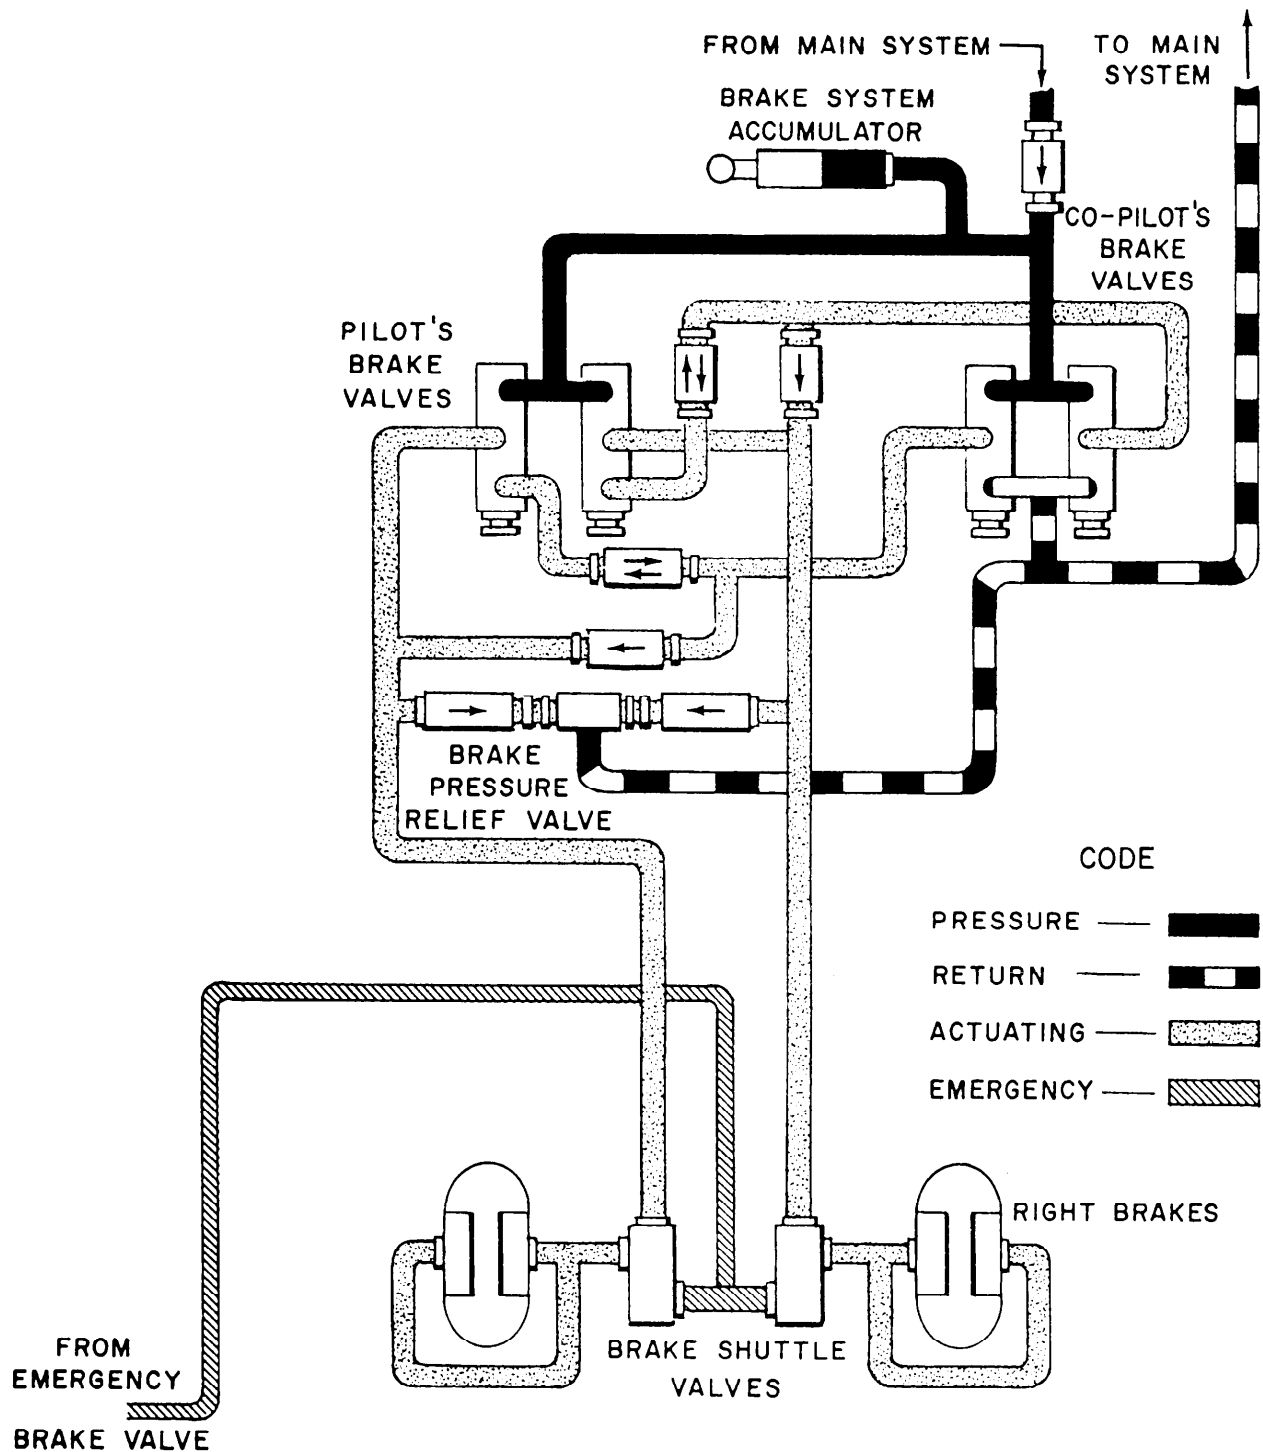 FROM MAIN SYSTEM
TO MAIN
SYSTEM
BRAKE SYSTEM
ACCUMULATOR
CO-PILOT'S
BRAKE
VALVES
PILOT'S
BRAKE
VALVES
BRAKE
PRESSURE
RELIEF VALVE
CODE
PRESSURE
RETURN
ACTUATING
EMERGENCY
RIGHT BRAKES
BRAKE SHUTTLE
VALVES
FROM
EMERGENCY
BRAKE VALVE